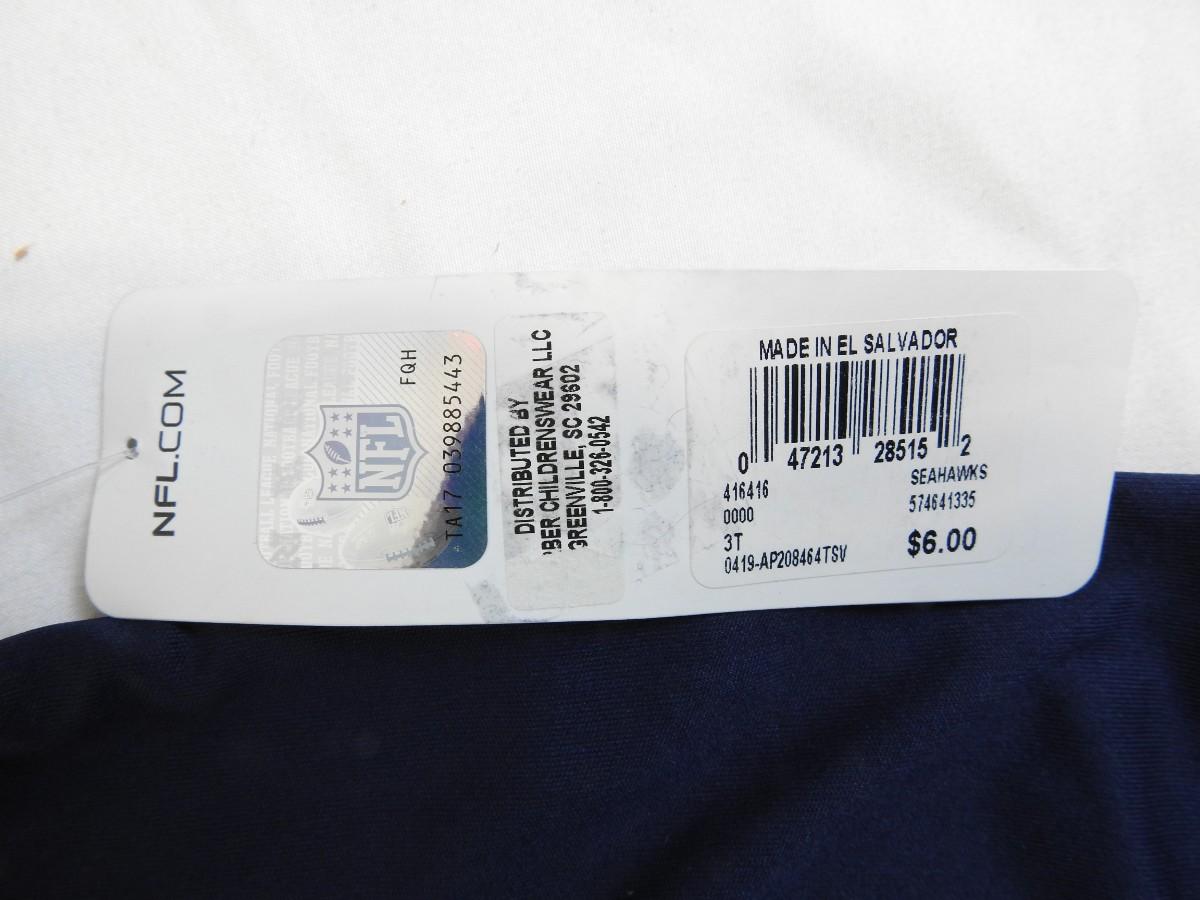 NFL.COM
FQH
NFL
TA17 039885443
DISTRIBUTED BY
BER CHILDRENSWEAR LLC
GREENVILLE, SC 29602
1-800-326-0542
MADE IN EL SALVADOR
0 47213 28515 2
416416 SEAHAWKS
0000 574641335
3T $6.00
0419-AP208464TSV